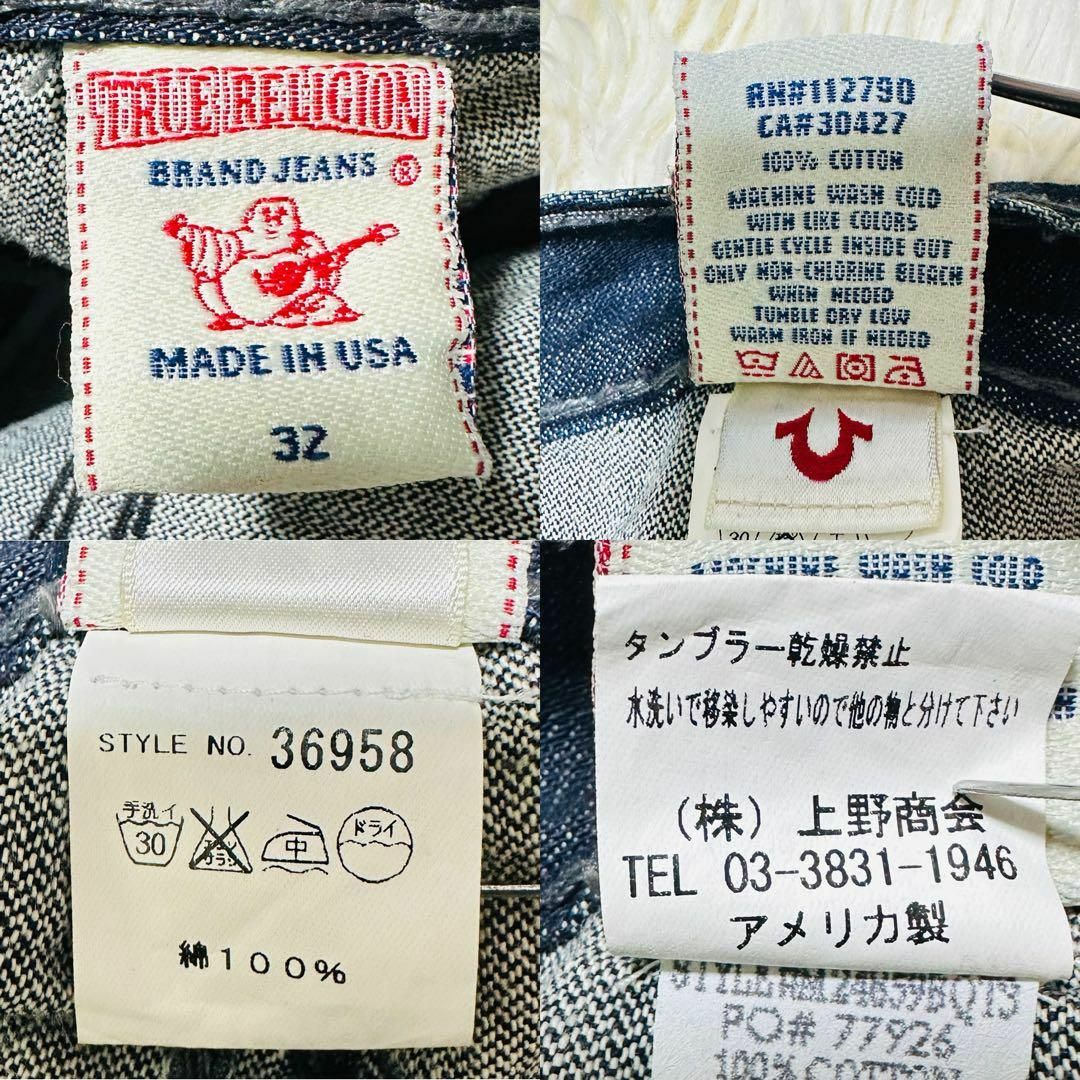 TRUE RELIGION
BRAND JEANS ®
MADE IN USA
32
RN#112790
CA#30427
100% COTTON
MACHINE WASH COLD
WITH LIKE COLORS
GENTLE CYCLE INSIDE OUT
ONLY NON-CHLORINE BLEACH
WHEN NEEDED
TUMBLE DRY LOW
WARM IRON IF NEEDED
STYLE NO. 36958
手洗イ
30
中
ドライ
綿100%
MACHINE WASH COLD
タンブラー乾燥禁止
水洗いで移染しやすいので他の物と分けて下さい
(株) 上野商会
TEL 03-3831-1946
アメリカ製
PO# 77926
100% COTTON